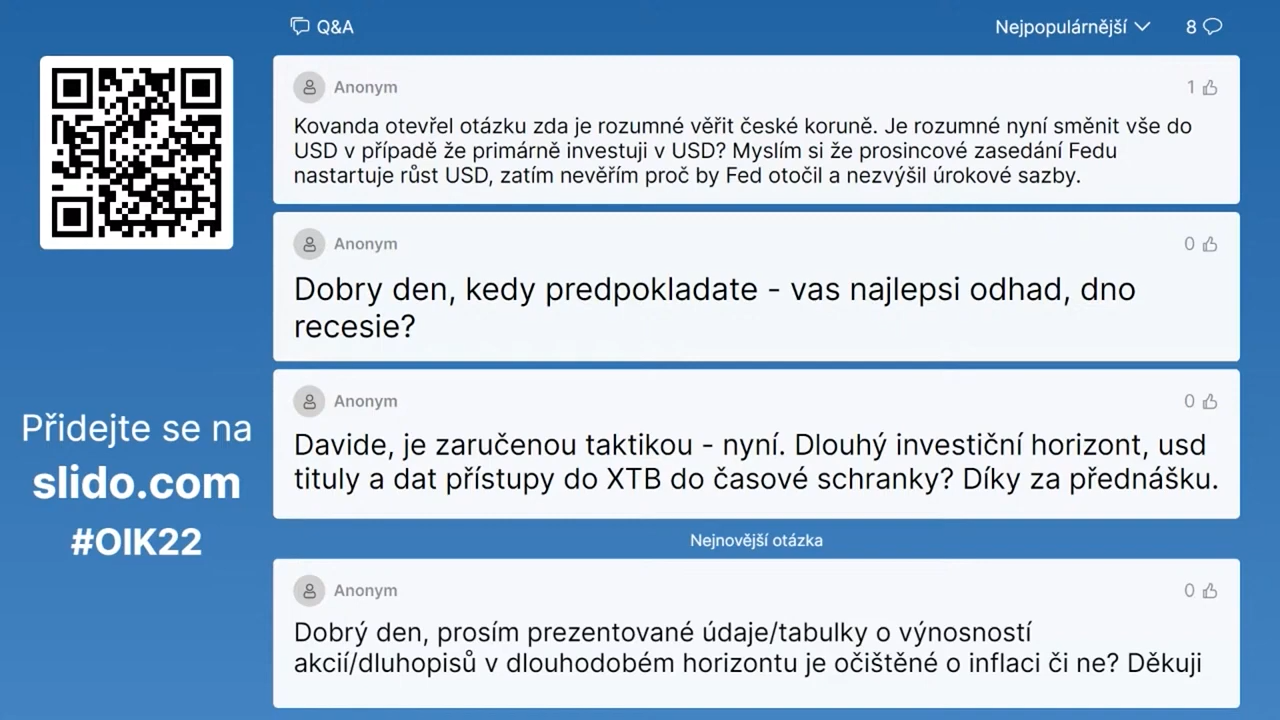 Q&A
Nejpopulárnější
8
Anonym
1
Kovanda otevřel otázku zda je rozumné věřit české koruně. Je rozumné nyní směnit vše do
USD v případě že primárně investuji v USD? Myslím si že prosincové zasedání Fedu
nastartuje růst USD, zatím nevěřím proč by Fed otočil a nezvýšil úrokové sazby.
Anonym
0
Dobry den, kedy predpokladate - vas najlepsi odhad, dno
recesie?
Anonym
0
Davide, je zaručenou taktikou - nyní. Dlouhý investiční horizont, usd
tituly a dat přístupy do XTB do časové schranky? Díky za přednášku.
Nejnovější otázka
Anonym
0
Dobrý den, prosím prezentované údaje/tabulky o výnosností
akcií/dluhopisů v dlouhodobém horizontu je očištěné o inflaci či ne? Děkuji
Přidejte se na
slido.com
#OIK22